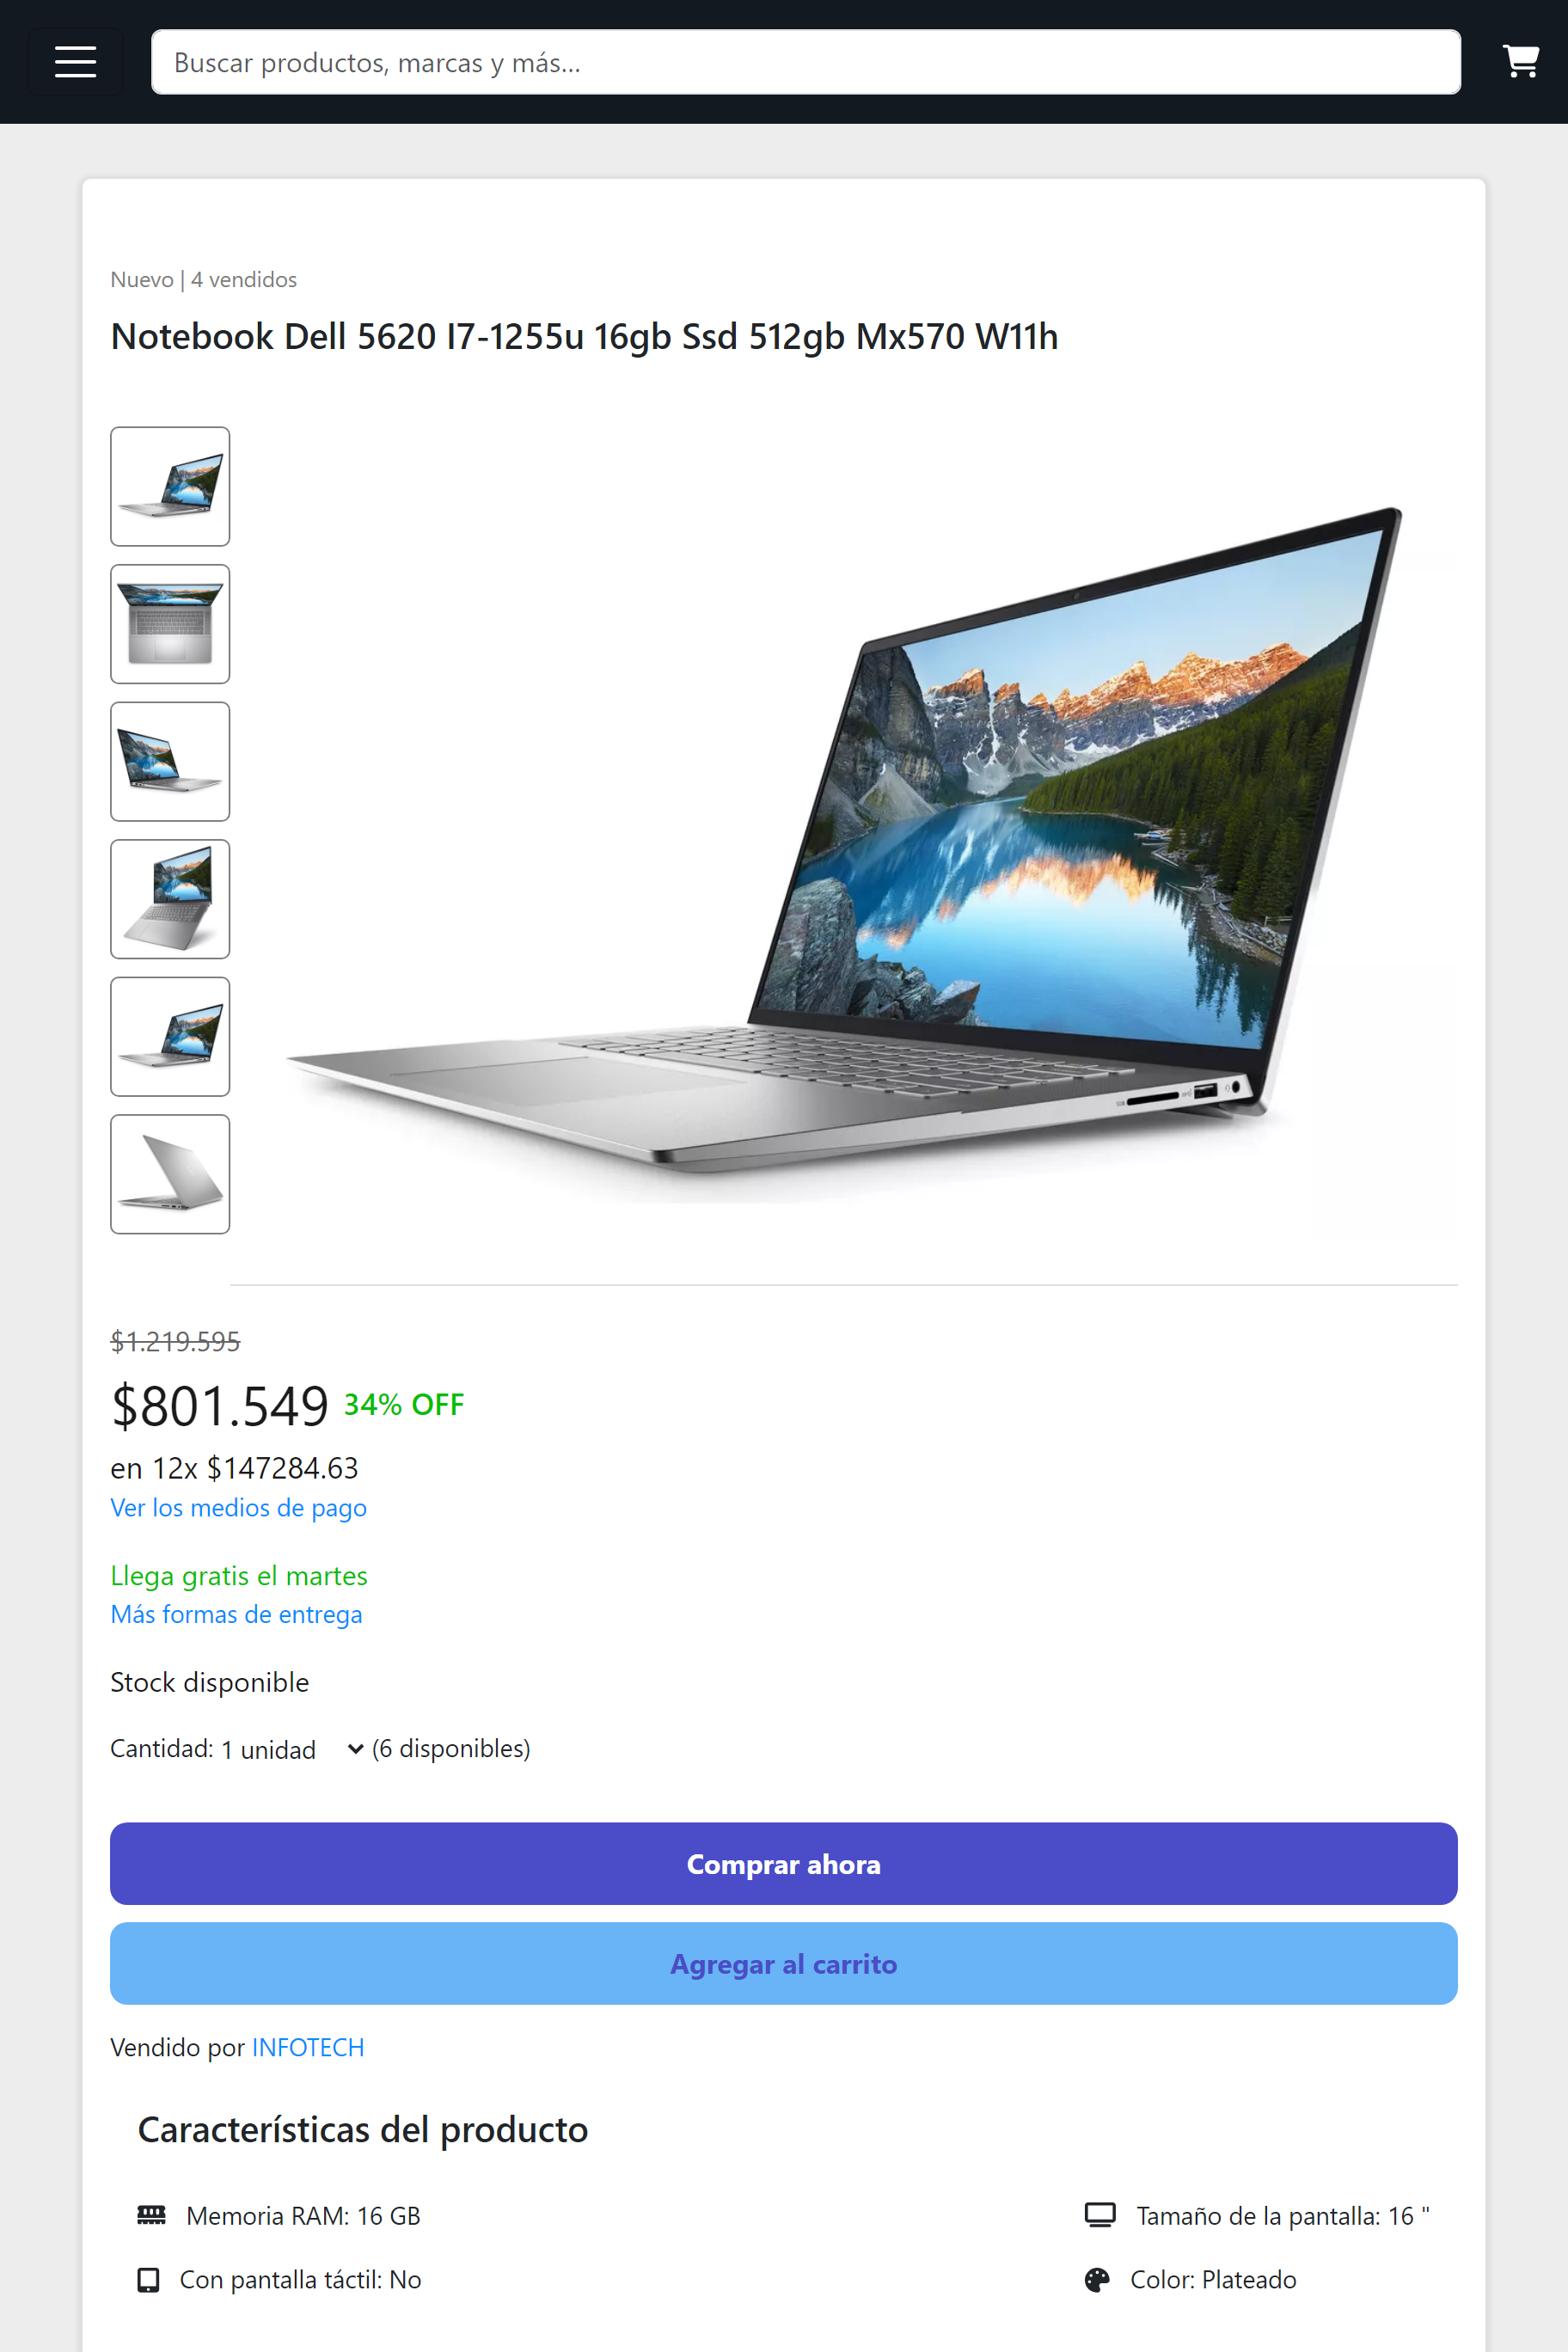 Buscar productos, marcas y más...
Nuevo | 4 vendidos
Notebook Dell 5620 I7-1255u 16gb Ssd 512gb Mx570 W11h
$1.219.595
$801.549 34% OFF
en 12x $147284.63
Ver los medios de pago
Llega gratis el martes
Más formas de entrega
Stock disponible
Cantidad: 1 unidad (6 disponibles)
Comprar ahora
Agregar al carrito
Vendido por INFOTECH
Características del producto
Memoria RAM: 16 GB
Tamaño de la pantalla: 16 "
Con pantalla táctil: No
Color: Plateado